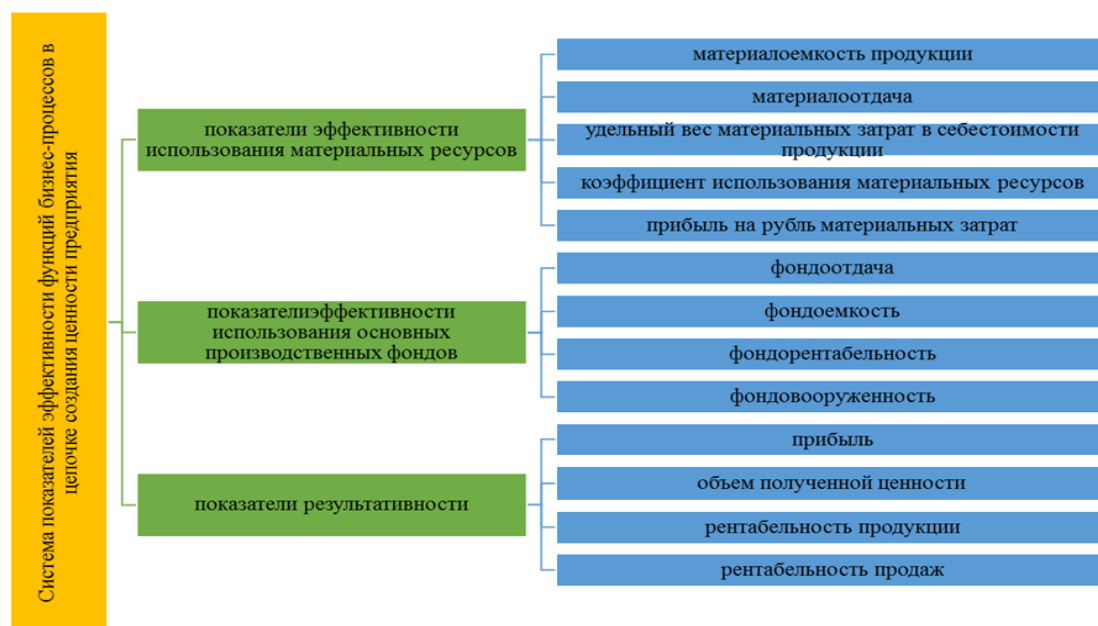 Система показателей эффективности функций бизнес-процессов в
цепочке создания ценности предприятия
показатели эффективности
использования материальных ресурсов
материалоемкость продукции
материалоотдача
удельный вес материальных затрат в себестоимости
продукции
коэффициент использования материальных ресурсов
прибыль на рубль материальных затрат
показателиэффективности
использования основных
производственных фондов
фондоотдача
фондоемкость
фондорентабельность
фондовооруженность
показатели результативности
прибыль
объем полученной ценности
рентабельность продукции
рентабельность продаж